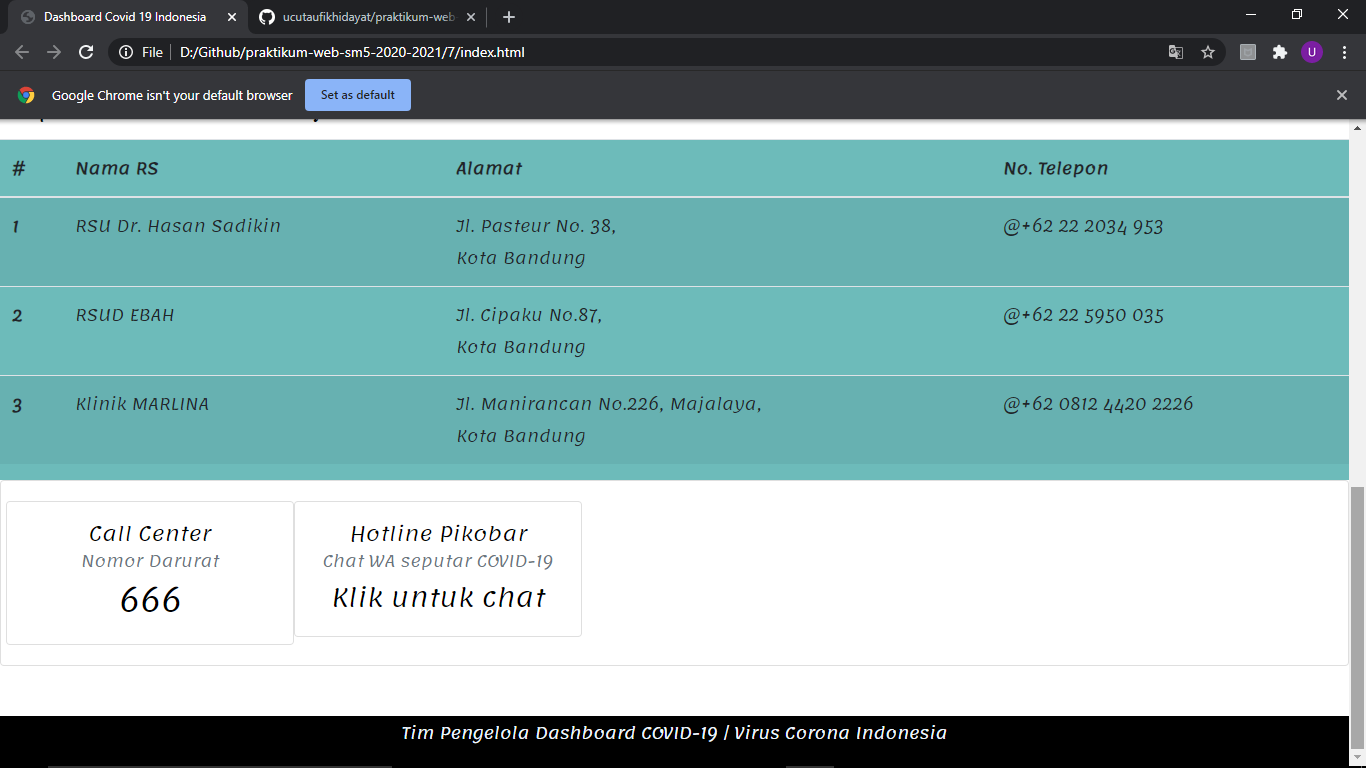 Dashboard Covid 19 Indonesia
ucutaufikhidayat/praktikum-web-
File
D:/Github/praktikum-web-sm5-2020-2021/7/index.html
U
Google Chrome isn't your default browser
Set as default
# Nama RS Alamat No. Telepon
1 RSU Dr. Hasan Sadikin Jl. Pasteur No. 38, @+62 22 2034 953
Kota Bandung
2 RSUD EBAH Jl. Cipaku No.87, @+62 22 5950 035
Kota Bandung
3 Klinik MARLINA Jl. Manirancan No.226, Majalaya, @+62 0812 4420 2226
Kota Bandung
Call Center
Nomor Darurat
666
Hotline Pikobar
Chat WA seputar COVID-19
Klik untuk chat
Tim Pengelola Dashboard COVID-19 / Virus Corona Indonesia